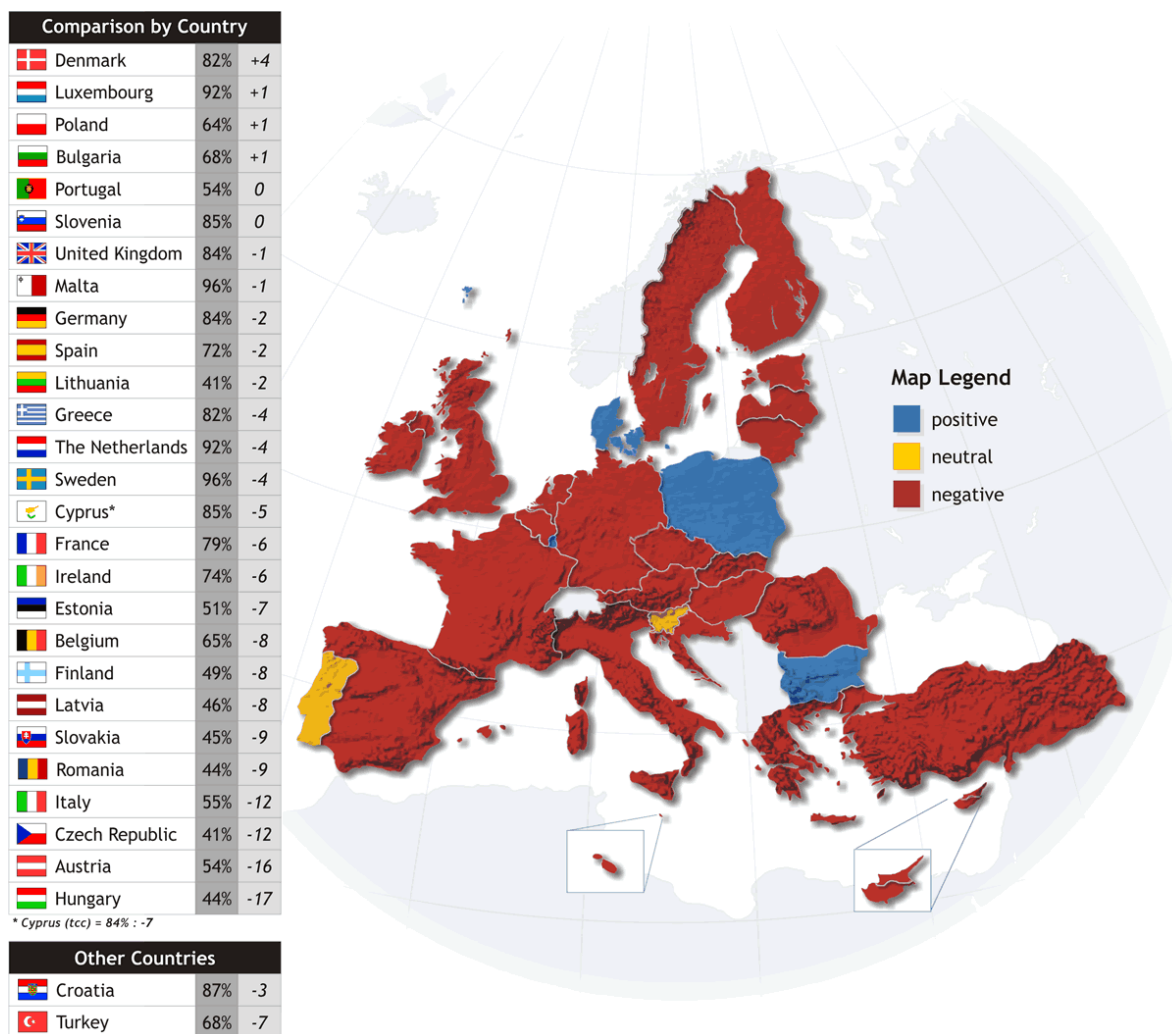 Comparison by Country
Denmark 82% +4
Luxembourg 92% +1
Poland 64% +1
Bulgaria 68% +1
Portugal 54% 0
Slovenia 85% 0
United Kingdom 84% -1
Malta 96% -1
Germany 84% -2
Spain 72% -2
Lithuania 41% -2
Greece 82% -4
The Netherlands 92% -4
Sweden 96% -4
Cyprus* 85% -5
France 79% -6
Ireland 74% -6
Estonia 51% -7
Belgium 65% -8
Finland 49% -8
Latvia 46% -8
Slovakia 45% -9
Romania 44% -9
Italy 55% -12
Czech Republic 41% -12
Austria 54% -16
Hungary 44% -17
* Cyprus (tcc) = 84% : -7
Other Countries
Croatia 87% -3
Turkey 68% -7
Map Legend
positive
neutral
negative